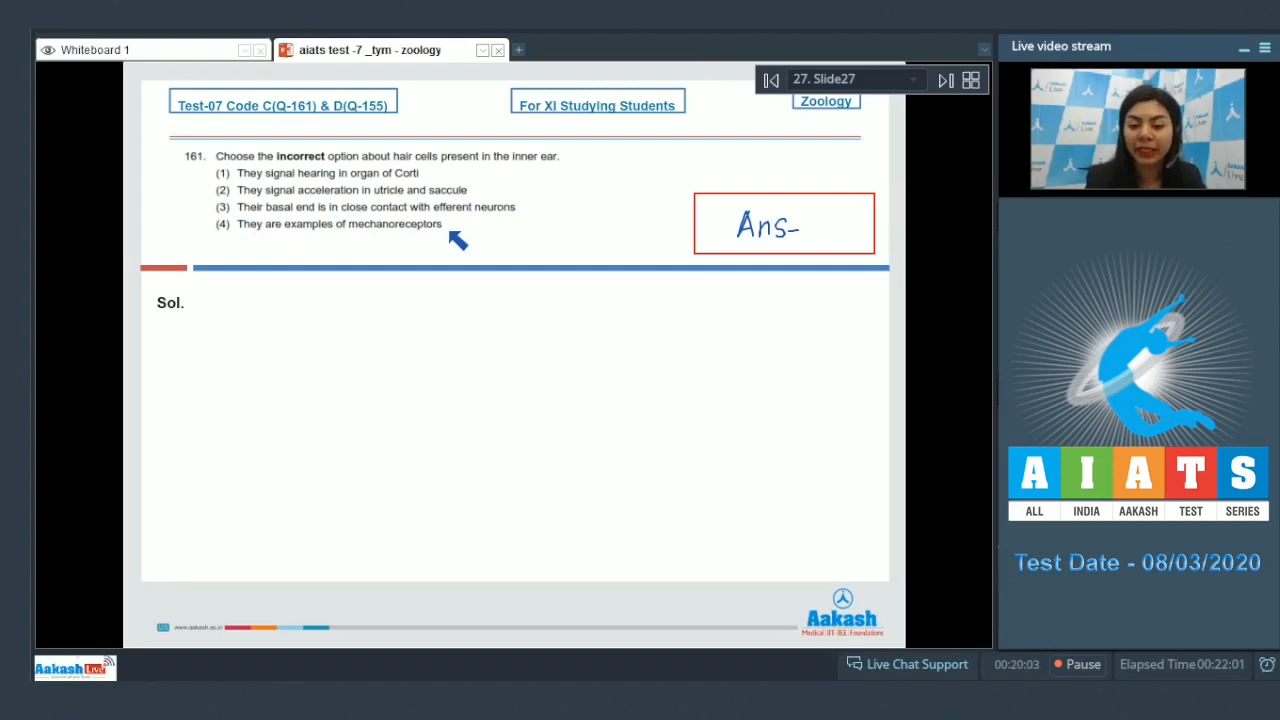 Whiteboard 1
aiats test -7 _tym - zoology
Live video stream
27. Slide27
Test-07 Code C(Q-161) & D(Q-155)
For XI Studying Students
Zoology
161. Choose the incorrect option about hair cells present in the inner ear.
(1) They signal hearing in organ of Corti
(2) They signal acceleration in utricle and saccule
(3) Their basal end is in close contact with efferent neurons
(4) They are examples of mechanoreceptors
Ans-
Sol.
A I A T S
ALL INDIA AAKASH TEST SERIES
Test Date - 08/03/2020
www.aakash.ac.in
Aakash
Medical|IIT-JEE|Foundations
Aakash Live
Live Chat Support
00:20:03
Pause
Elapsed Time 00:22:01